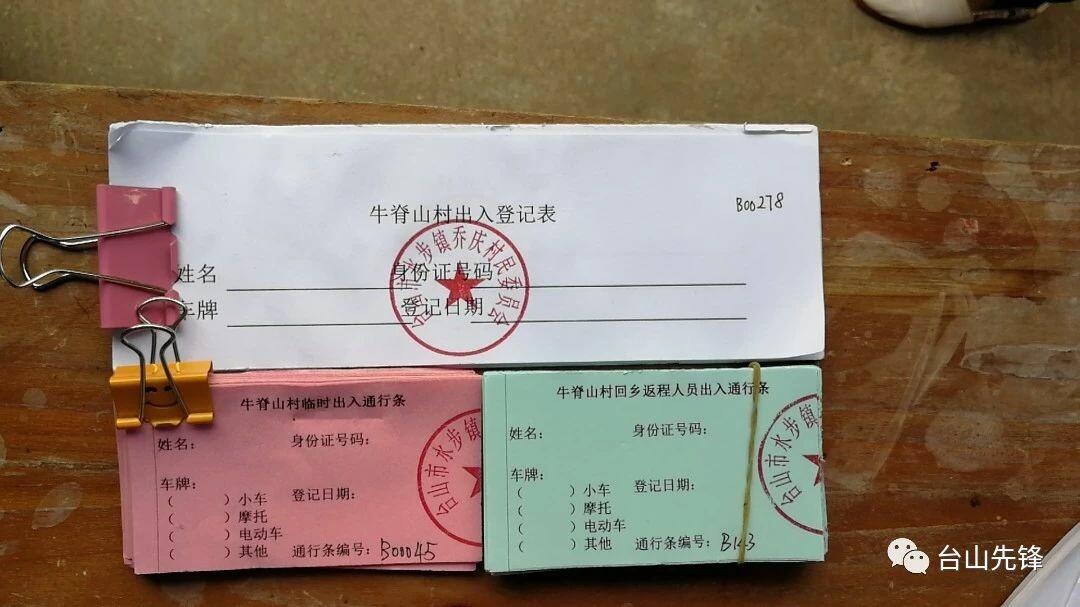 牛脊山村出入登记表
B00278
姓名 身份证号码
车牌 登记日期
台山市水步镇乔庆村民委员会
牛脊山村临时出入通行条
姓名： 身份证号码：
车牌：
（ ）小车 登记日期：
（ ）摩托
（ ）电动车
（ ）其他 通行条编号：B00045
台山市水步镇
牛脊山村回乡返程人员出入通行条
姓名： 身份证号码：
车牌：
（ ）小车 登记日期：
（ ）摩托
（ ）电动车
（ ）其他 通行条编号：B143
台山市水步镇
台山先锋